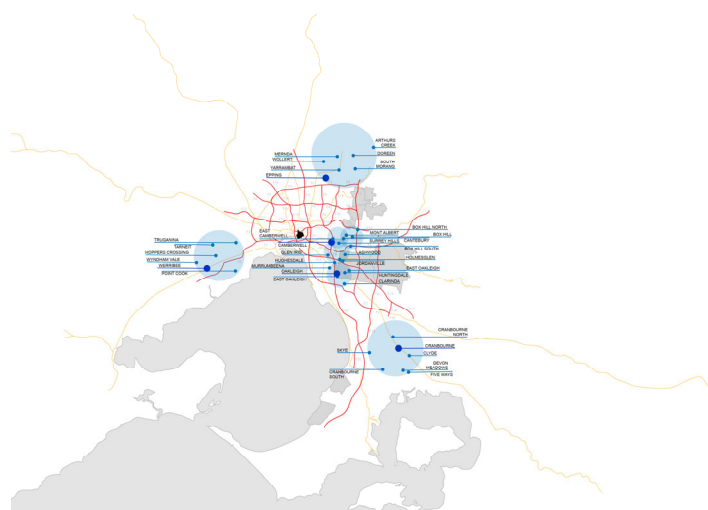 ARTHURS
CREEK
MERNDA
DOREEN
WOLLERT
SOUTH
MORANG
YARRAMBAT
EPPING
BOX HILL NORTH
EAST
CAMBERWELL
MONT ALBERT
BOX HILL
TRUGANINA
CAMBERWELL
SURREY HILLS
CANTEBURY
TARNEIT
BOX HILL SOUTH
HOPPERS CROSSING
GLEN IRIS
ASHWOOD
HOLMESGLEN
WYNDHAM VALE
HUGHESDALE
JORDANVILLE
WERRIBEE
MURRUMBEENA
EAST OAKLEIGH
POINT COOK
OAKLEIGH
HUNTINGDALE
EAST OAKLEIGH
CLARINDA
CRANBOURNE
NORTH
CRANBOURNE
SKYE
CLYDE
DEVON
MEADOWS
CRANBOURNE
SOUTH
FIVE WAYS